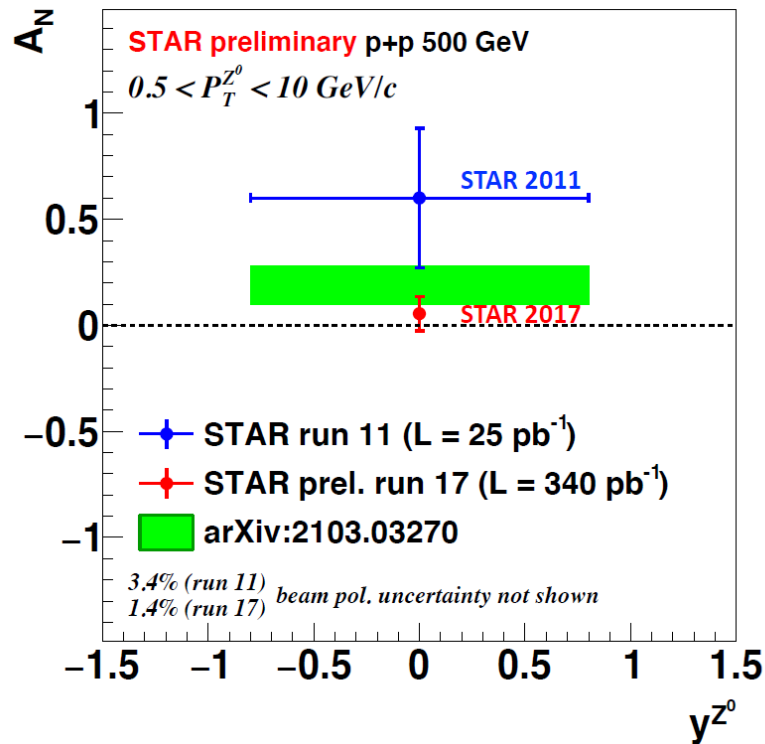 A_N
STAR preliminary p+p 500 GeV
0.5 < P_T^{Z^0} < 10 GeV/c
1
STAR 2011
0.5
STAR 2017
0
−0.5
STAR run 11 (L = 25 pb^{-1})
STAR prel. run 17 (L = 340 pb^{-1})
−1
arXiv:2103.03270
3.4% (run 11)
1.4% (run 17)
beam pol. uncertainty not shown
−1.5 −1 −0.5 0 0.5 1 1.5
y^{Z^0}